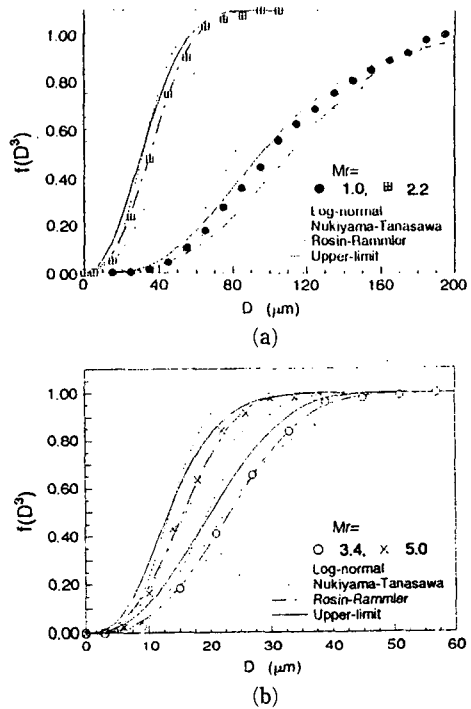 1.00
0.80
0.60
0.40
0.20
0.00
f(D³)
Mr=
● 1.0, ⊞ 2.2
Log-normal
Nukiyama-Tanasawa
Rosin-Rammler
Upper-limit
0 40 80 120 160 200
D (μm)
(a)
1.00
0.80
0.60
0.40
0.20
0.00
f(D³)
Mr=
○ 3.4, × 5.0
Log-normal
Nukiyama-Tanasawa
Rosin-Rammler
Upper-limit
0 10 20 30 40 50 60
D (μm)
(b)